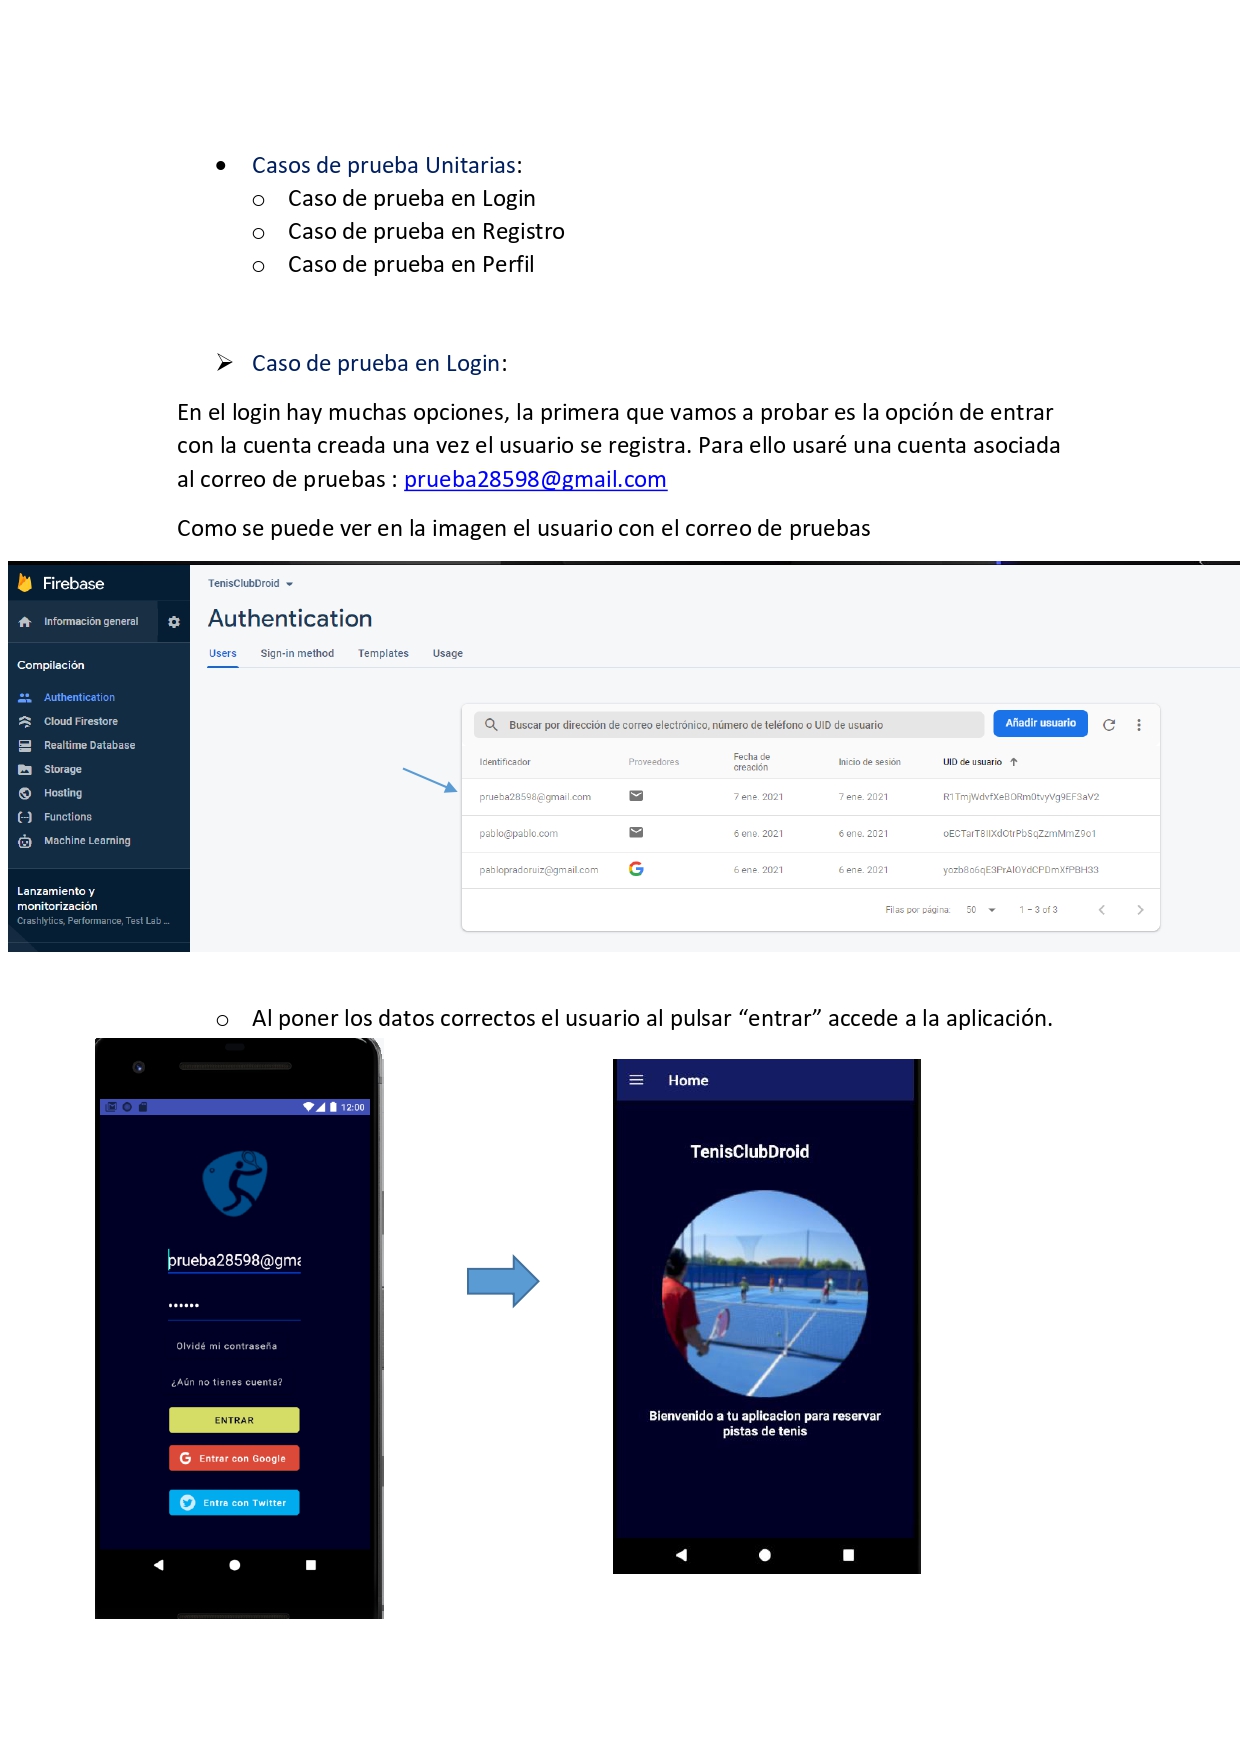 Casos de prueba Unitarias:
Caso de prueba en Login
Caso de prueba en Registro
Caso de prueba en Perfil
Caso de prueba en Login:
En el login hay muchas opciones, la primera que vamos a probar es la opción de entrar
con la cuenta creada una vez el usuario se registra. Para ello usaré una cuenta asociada
al correo de pruebas : prueba28598@gmail.com
Como se puede ver en la imagen el usuario con el correo de pruebas
Firebase
Información general
Compilación
Authentication
Cloud Firestore
Realtime Database
Storage
Hosting
Functions
Machine Learning
Lanzamiento y
monitorización
Crashlytics, Performance, Test Lab ...
TenisClubDroid
Authentication
Users Sign-in method Templates Usage
Buscar por dirección de correo electrónico, número de teléfono o UID de usuario Añadir usuario
Identificador Proveedores Fecha de creación Inicio de sesión UID de usuario
prueba28598@gmail.com 7 ene. 2021 7 ene. 2021
pablo@pablo.com 6 ene. 2021 6 ene. 2021
pablopradoruiz@gmail.com 6 ene. 2021 6 ene. 2021
Filas por página: 50 1 – 3 of 3
Al poner los datos correctos el usuario al pulsar “entrar” accede a la aplicación.
12:00
prueba28598@gma
Olvidé mi contraseña
¿Aún no tienes cuenta?
ENTRAR
Entrar con Google
Entra con Twitter
Home
TenisClubDroid
Bienvenido a tu aplicacion para reservar
pistas de tenis